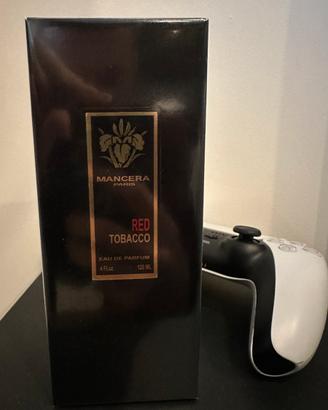 MANCERA
PARIS
RED
TOBACCO
EAU DE PARFUM
4 Fl.oz. 120 ML